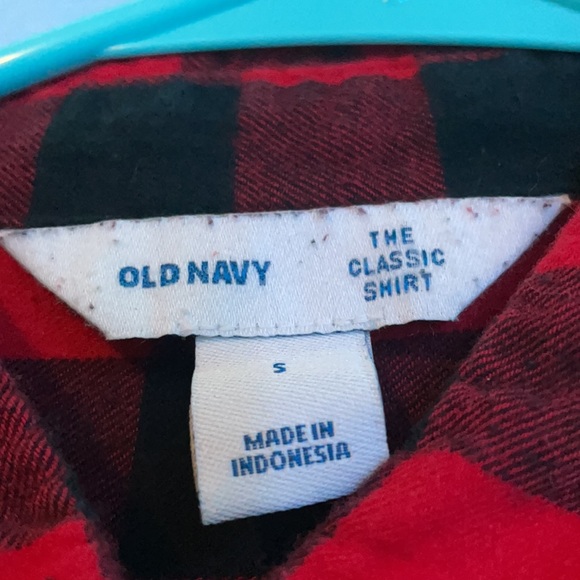 OLD NAVY
THE
CLASSIC
SHIRT
S
MADE IN
INDONESIA